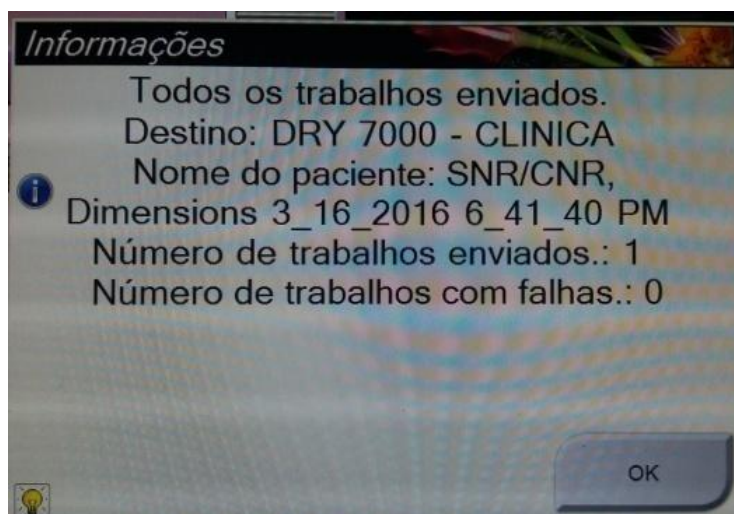 Informações
Todos os trabalhos enviados.
Destino: DRY 7000 - CLINICA
Nome do paciente: SNR/CNR,
Dimensions 3_16_2016 6_41_40 PM
Número de trabalhos enviados.: 1
Número de trabalhos com falhas.: 0
OK